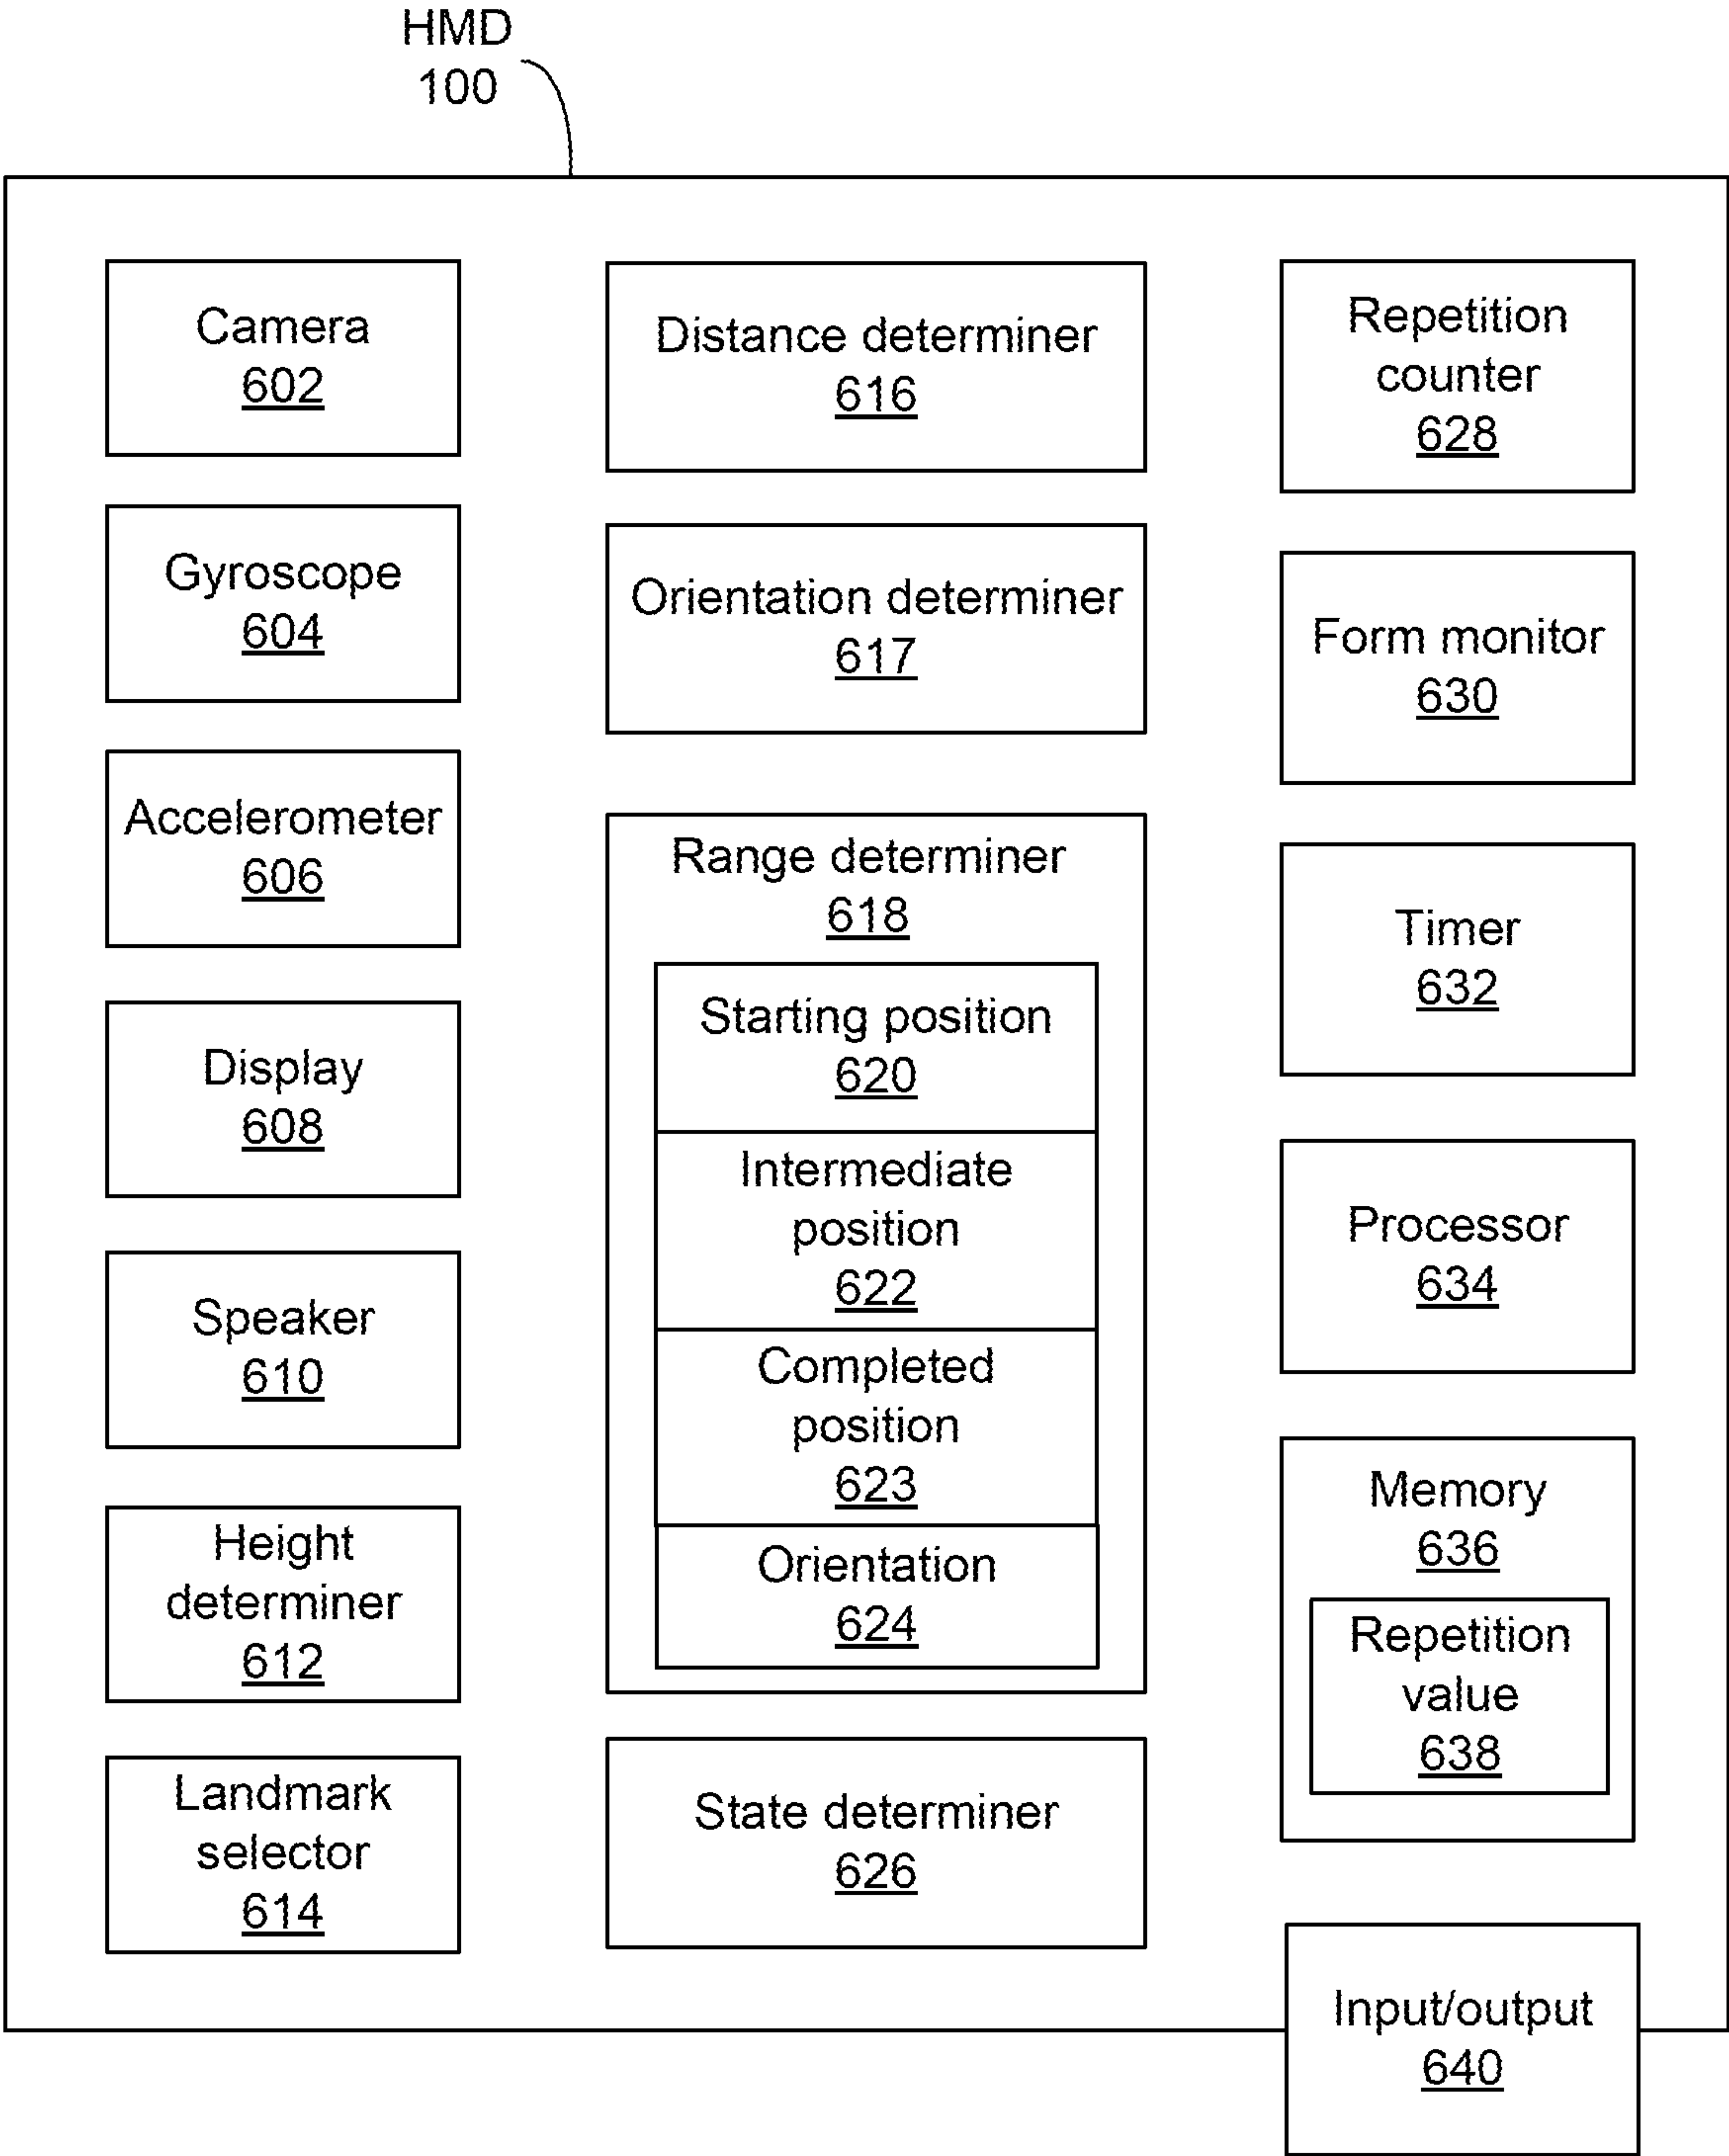 HMD
100
Camera
602
Gyroscope
604
Accelerometer
606
Display
608
Speaker
610
Height
determiner
612
Landmark
selector
614
Distance determiner
616
Orientation determiner
617
Range determiner
618
Starting position
620
Intermediate
position
622
Completed
position
623
Orientation
624
State determiner
626
Repetition
counter
628
Form monitor
630
Timer
632
Processor
634
Memory
636
Repetition
value
638
Input/output
640